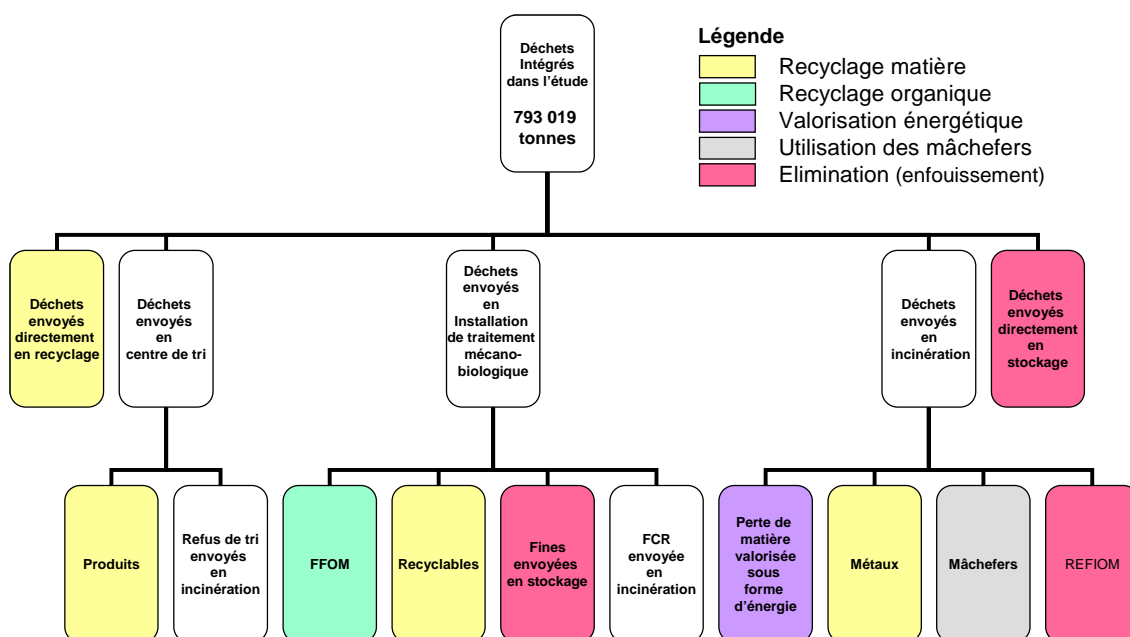 Déchets
Intégrés
dans l'étude
793 019
tonnes
Légende
Recyclage matière
Recyclage organique
Valorisation énergétique
Utilisation des mâchefers
Elimination (enfouissement)
Déchets
envoyés
directement
en recyclage
Déchets
envoyés
en
centre de tri
Déchets
envoyés
en
Installation
de traitement
mécano-
biologique
Déchets
envoyés
en
incinération
Déchets
envoyés
directement
en
stockage
Produits
Refus de tri
envoyés
en
incinération
FFOM
Recyclables
Fines
envoyées
en stockage
FCR
envoyée
en
incinération
Perte de
matière
valorisée
sous
forme
d'énergie
Métaux
Mâchefers
REFIOM